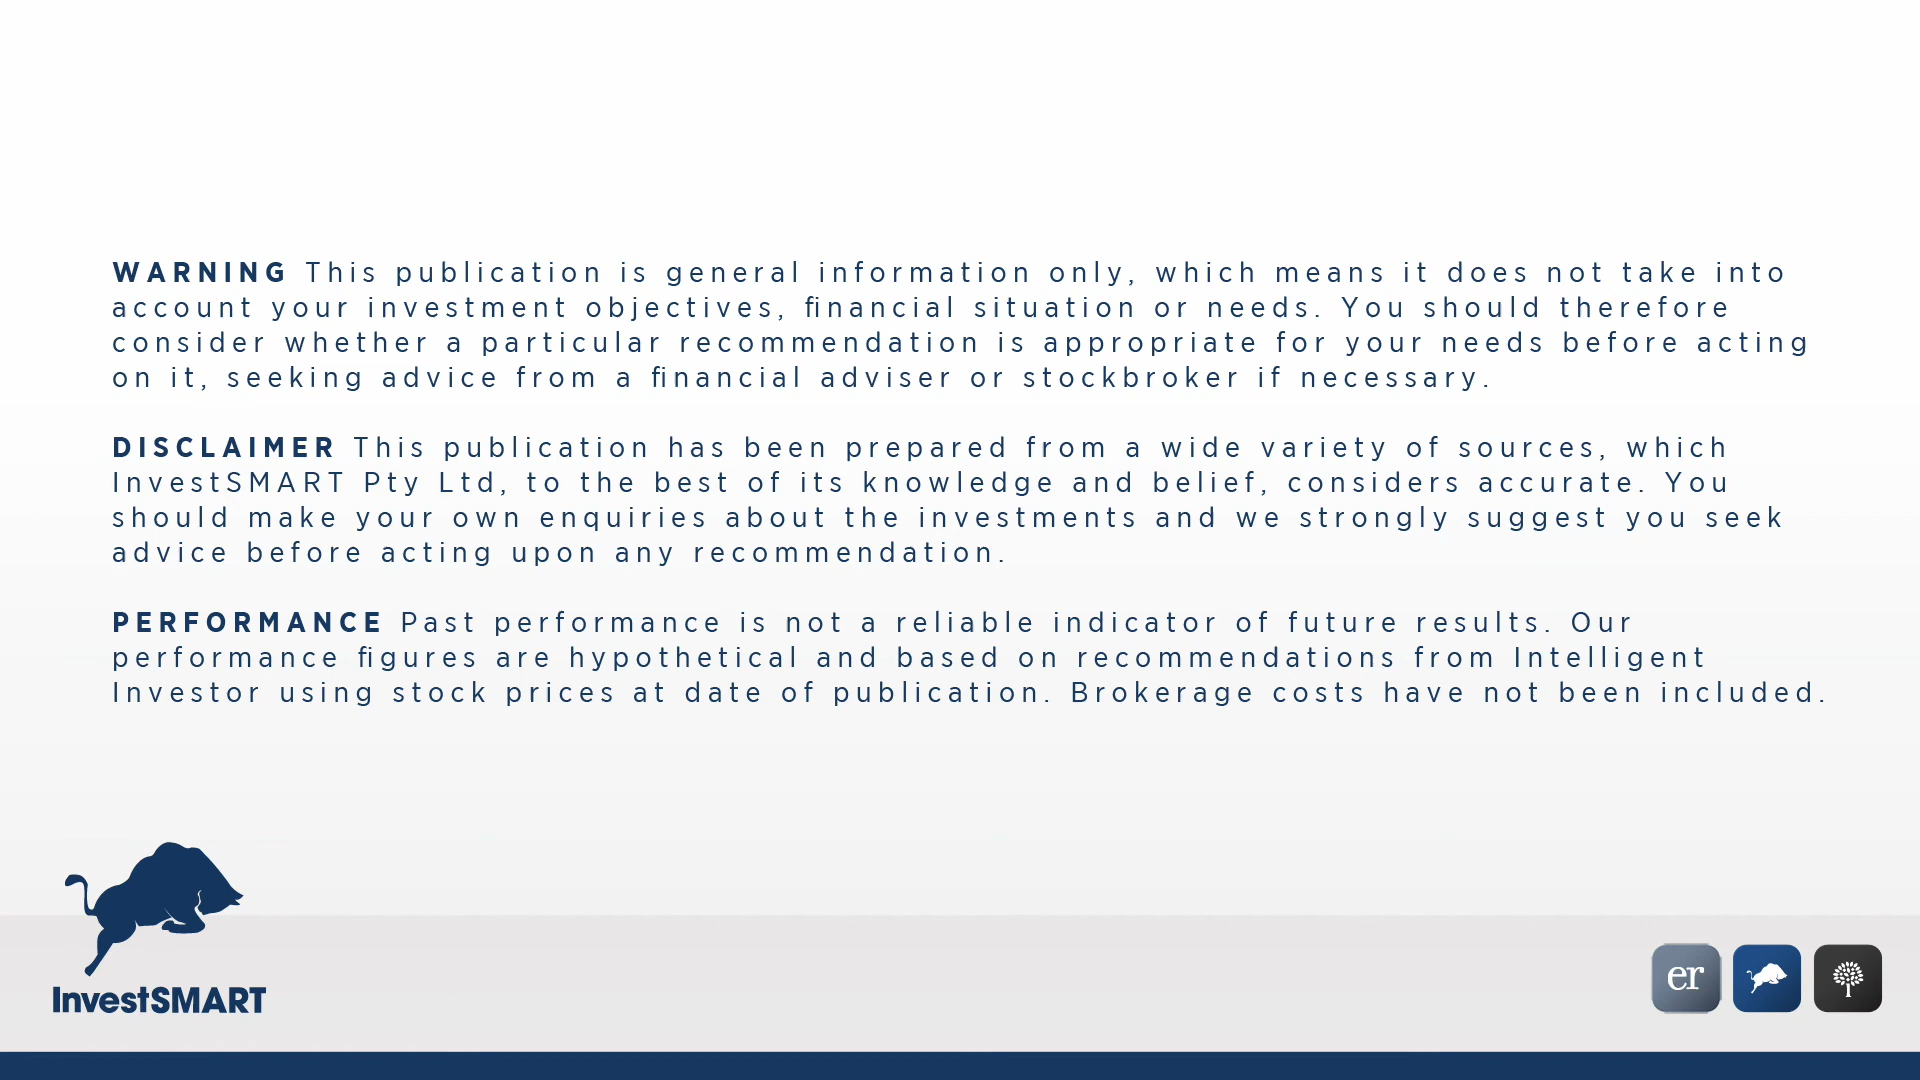 WARNING This publication is general information only, which means it does not take into
account your investment objectives, financial situation or needs. You should therefore
consider whether a particular recommendation is appropriate for your needs before acting
on it, seeking advice from a financial adviser or stockbroker if necessary.
DISCLAIMER This publication has been prepared from a wide variety of sources, which
InvestSMART Pty Ltd, to the best of its knowledge and belief, considers accurate. You
should make your own enquiries about the investments and we strongly suggest you seek
advice before acting upon any recommendation.
PERFORMANCE Past performance is not a reliable indicator of future results. Our
performance figures are hypothetical and based on recommendations from Intelligent
Investor using stock prices at date of publication. Brokerage costs have not been included.
InvestSMART
er